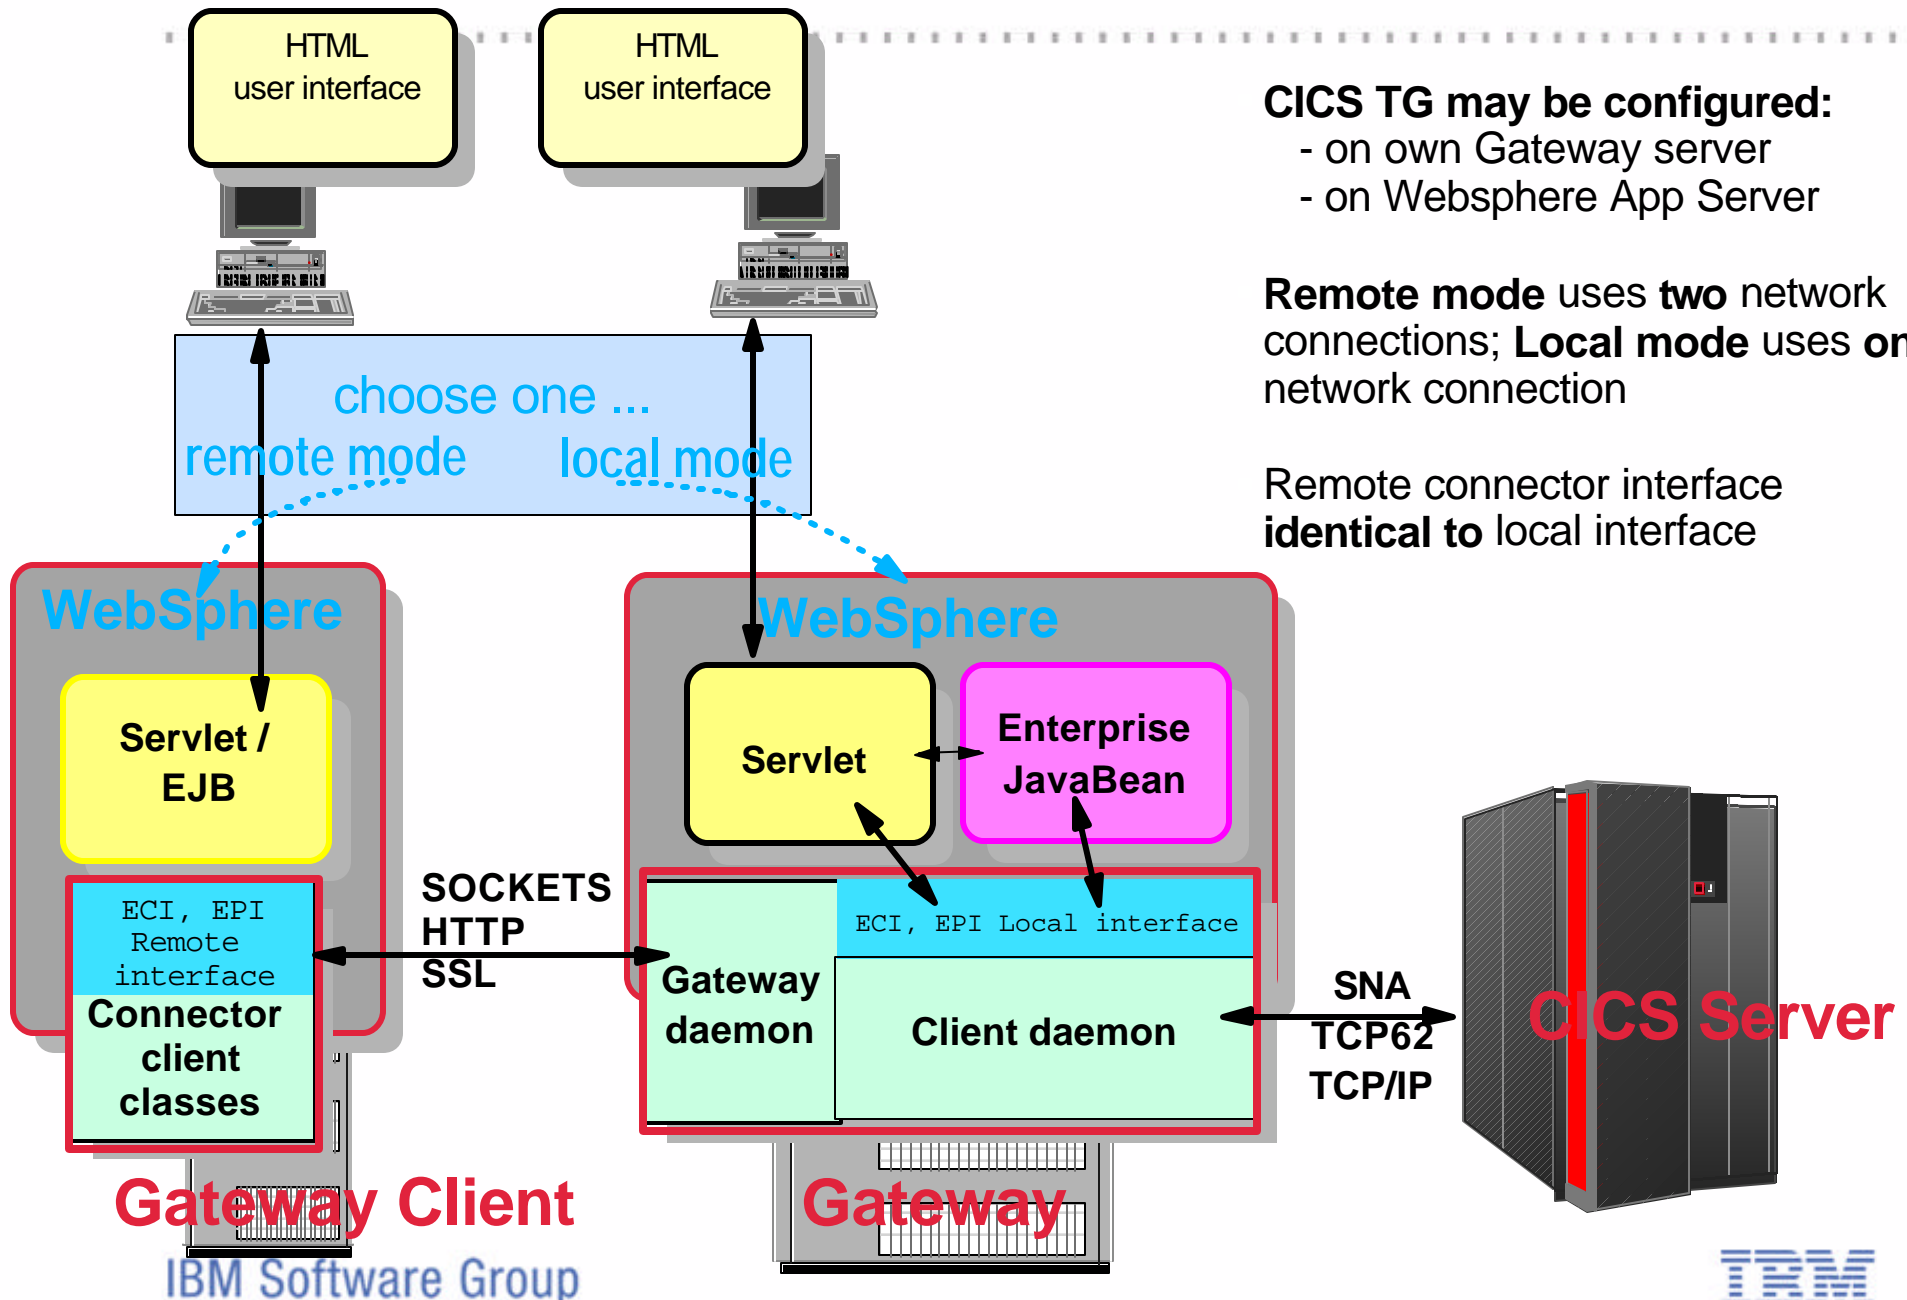 HTML
user interface
HTML
user interface
CICS TG may be configured:
- on own Gateway server
- on Websphere App Server
Remote mode uses two network
connections; Local mode uses
network connection
Remote connector interface
identical to local interface
choose one ...
remote mode
local mode
WebSphere
Servlet /
EJB
ECI, EPI
Remote
interface
Connector
client
classes
Gateway Client
SOCKETS
HTTP
SSL
WebSphere
Servlet
Enterprise
JavaBean
ECI, EPI Local interface
Gateway
daemon
Client daemon
Gateway
SNA
TCP62
TCP/IP
CICS Server
IBM Software Group
IBM